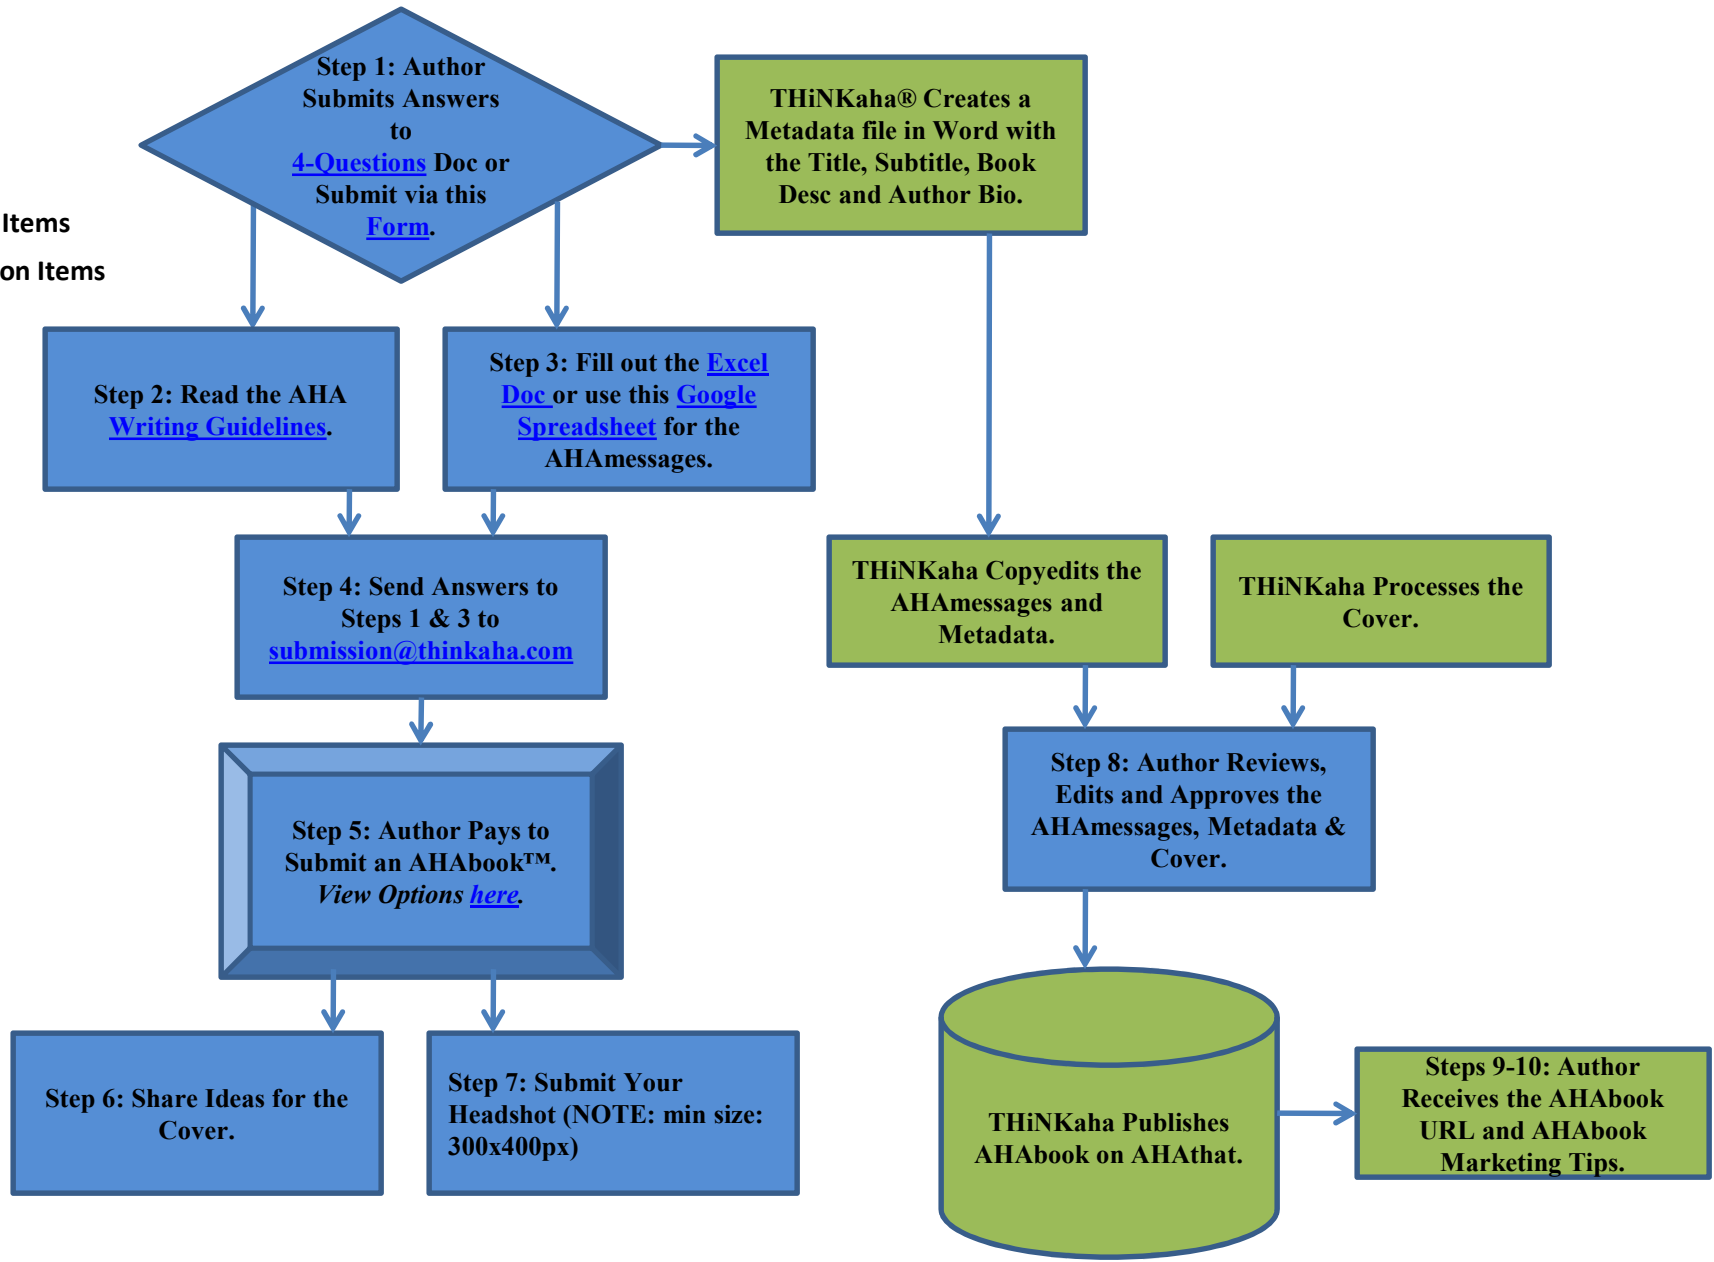 Step 1: Author
Submits Answers
to
4-Questions Doc or
Submit via this
Form.
THiNKaha® Creates a
Metadata file in Word with
the Title, Subtitle, Book
Desc and Author Bio.
Items
on Items
Step 2: Read the AHA
Writing Guidelines.
Step 3: Fill out the Excel
Doc or use this Google
Spreadsheet for the
AHAmessages.
Step 4: Send Answers to
Steps 1 & 3 to
submission@thinkaha.com
THiNKaha Copyedits the
AHAmessages and
Metadata.
THiNKaha Processes the
Cover.
Step 5: Author Pays to
Submit an AHAbook™.
View Options here.
Step 8: Author Reviews,
Edits and Approves the
AHAmessages, Metadata &
Cover.
Step 6: Share Ideas for the
Cover.
Step 7: Submit Your
Headshot (NOTE: min size:
300x400px)
THiNKaha Publishes
AHAbook on AHAthat.
Steps 9-10: Author
Receives the AHAbook
URL and AHAbook
Marketing Tips.